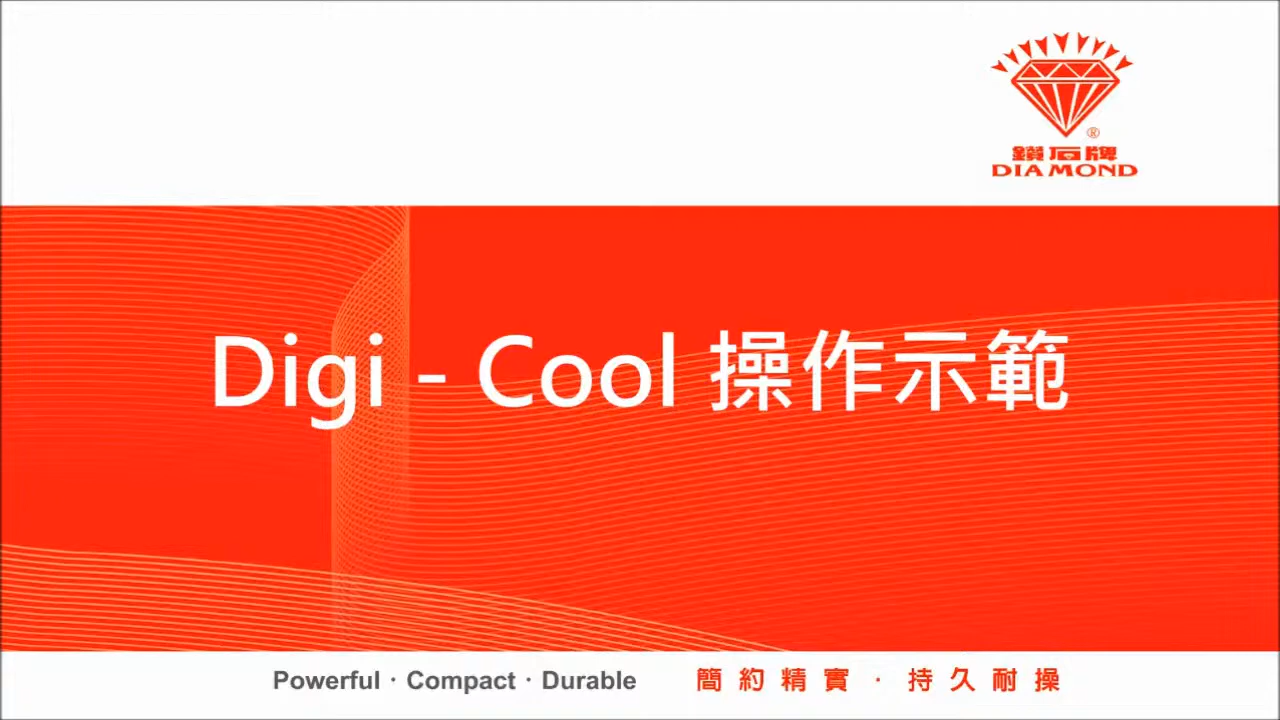 ®
鑽石牌
DIAMOND
Digi - Cool 操作示範
Powerful · Compact · Durable 簡約精實 · 持久耐操